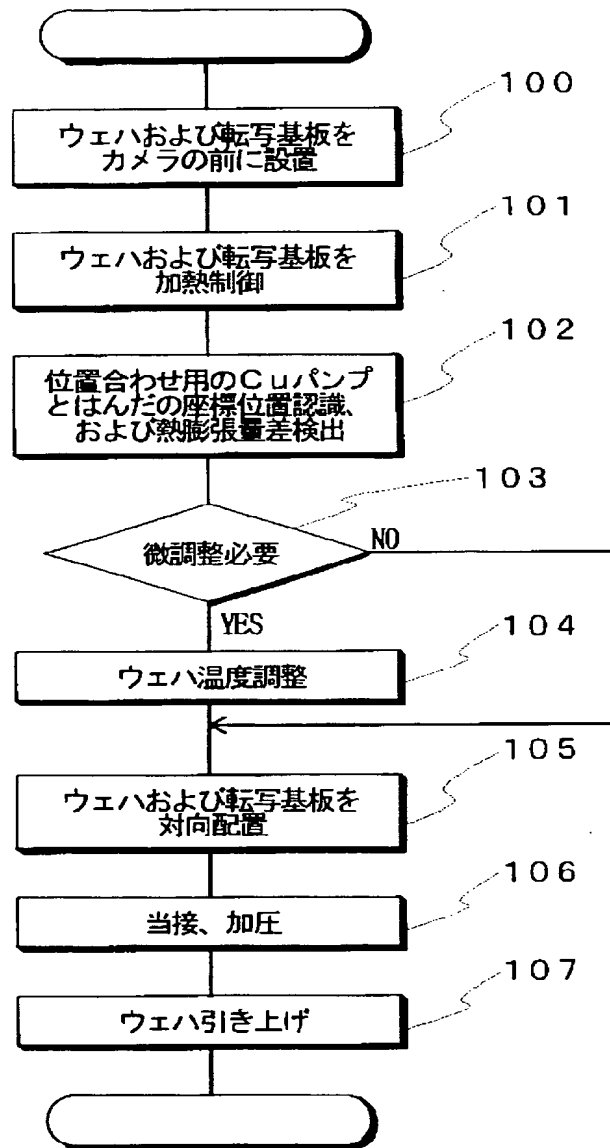 １００
ウェハおよび転写基板を
カメラの前に設置
１０１
ウェハおよび転写基板を
加熱制御
１０２
位置合わせ用のＣｕパンプ
とはんだの座標位置認識、
および熱膨張量差検出
１０３
微調整必要
NO
YES
１０４
ウェハ温度調整
１０５
ウェハおよび転写基板を
対向配置
１０６
当接、加圧
１０７
ウェハ引き上げ